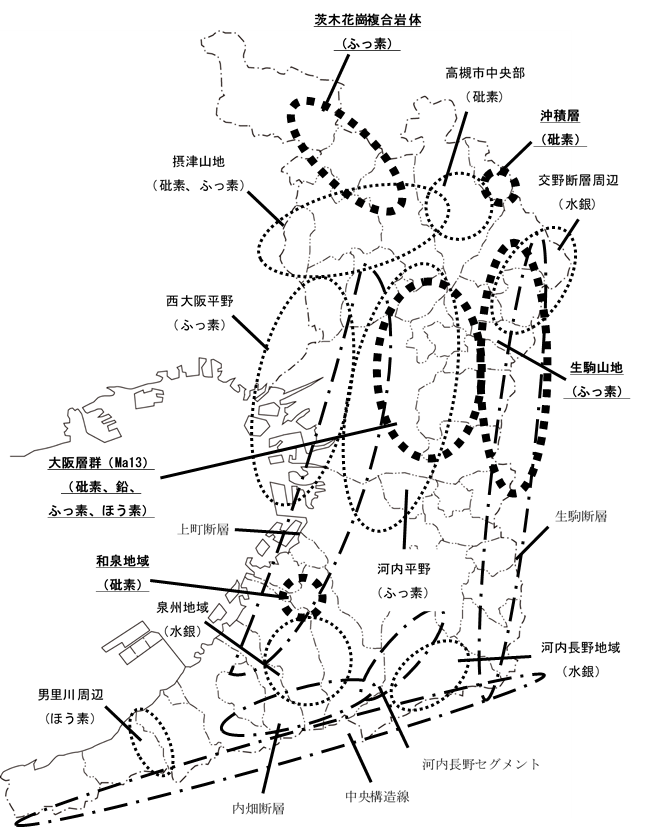 茨木花崗複合岩体
（ふっ素）
高槻市中央部
（砒素）
沖積層
（砒素）
摂津山地
（砒素、ふっ素）
交野断層周辺
（水銀）
西大阪平野
（ふっ素）
生駒山地
（ふっ素）
大阪層群（Ma13）
（砒素、鉛、
ふっ素、ほう素）
上町断層
生駒断層
和泉地域
（砒素）
河内平野
（ふっ素）
泉州地域
（水銀）
河内長野地域
（水銀）
男里川周辺
（ほう素）
河内長野セグメント
中央構造線
内畑断層